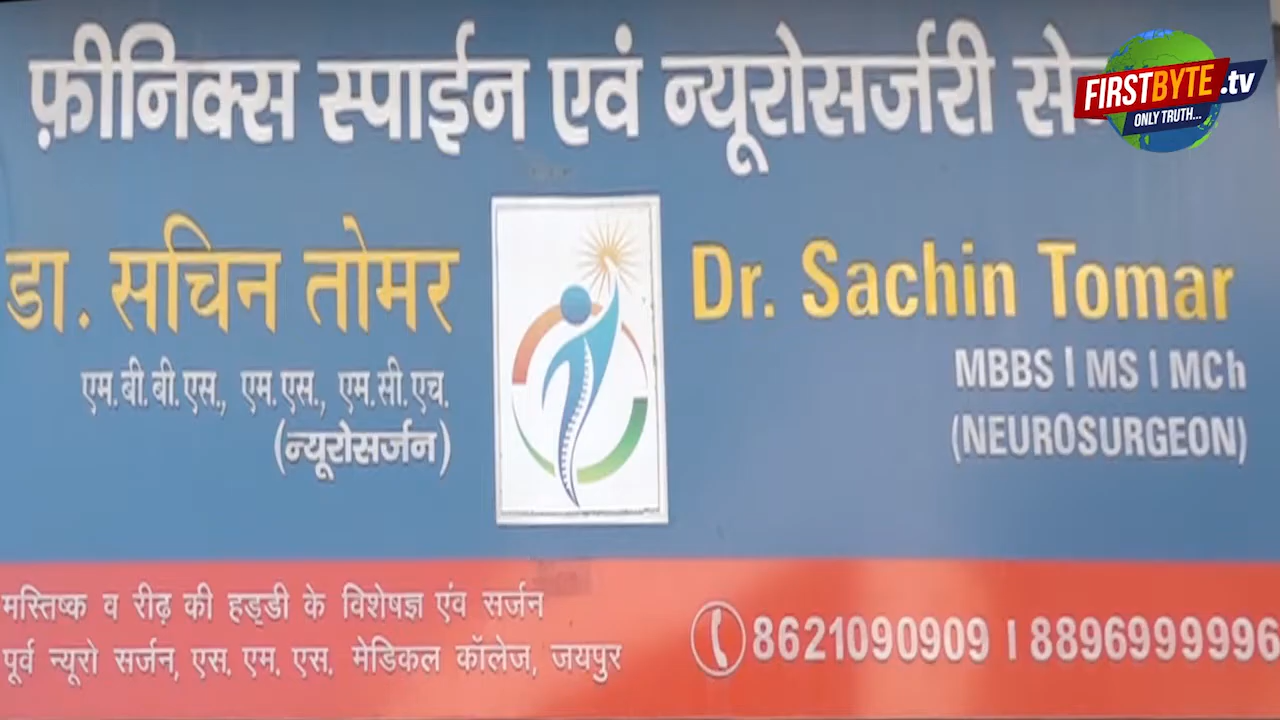 फ़ीनिक्स स्पाईन एवं न्यूरोसर्जरी
FIRSTBYTE.tv
ONLY TRUTH...
डा. सचिन तोमर
एम.बी.बी.एस., एम.एस., एम.सी.एच.
(न्यूरोसर्जन)
Dr. Sachin Tomar
MBBS | MS | MCh
(NEUROSURGEON)
मस्तिष्क व रीढ़ की हड्डी के विशेषज्ञ एंव सर्जन
पूर्व न्यूरो सर्जन, एस. एम. एस. मेडिकल कॉलेज, जयपुर
8621090909 | 8896999996